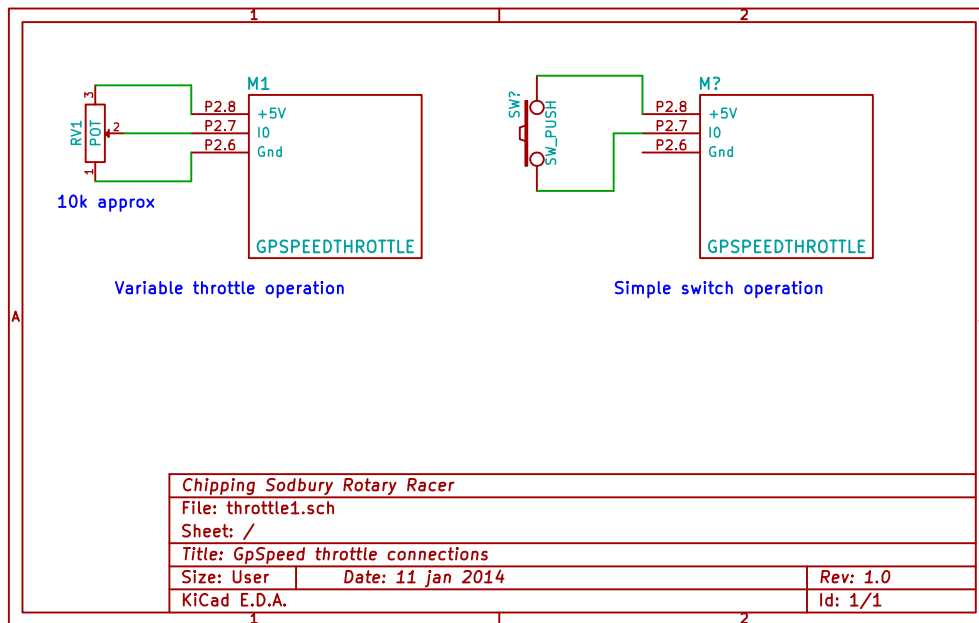 1
2
3
RV1
POT
2
1
10k approx
M1
P2.8
+5V
P2.7
IO
P2.6
Gnd
GPSPEEDTHROTTLE
Variable throttle operation
SW?
SW_PUSH
M?
P2.8
+5V
P2.7
IO
P2.6
Gnd
GPSPEEDTHROTTLE
Simple switch operation
A
Chipping Sodbury Rotary Racer
File: throttle1.sch
Sheet: /
Title: GpSpeed throttle connections
Size: User
Date: 11 jan 2014
Rev: 1.0
KiCad E.D.A.
Id: 1/1
1
2